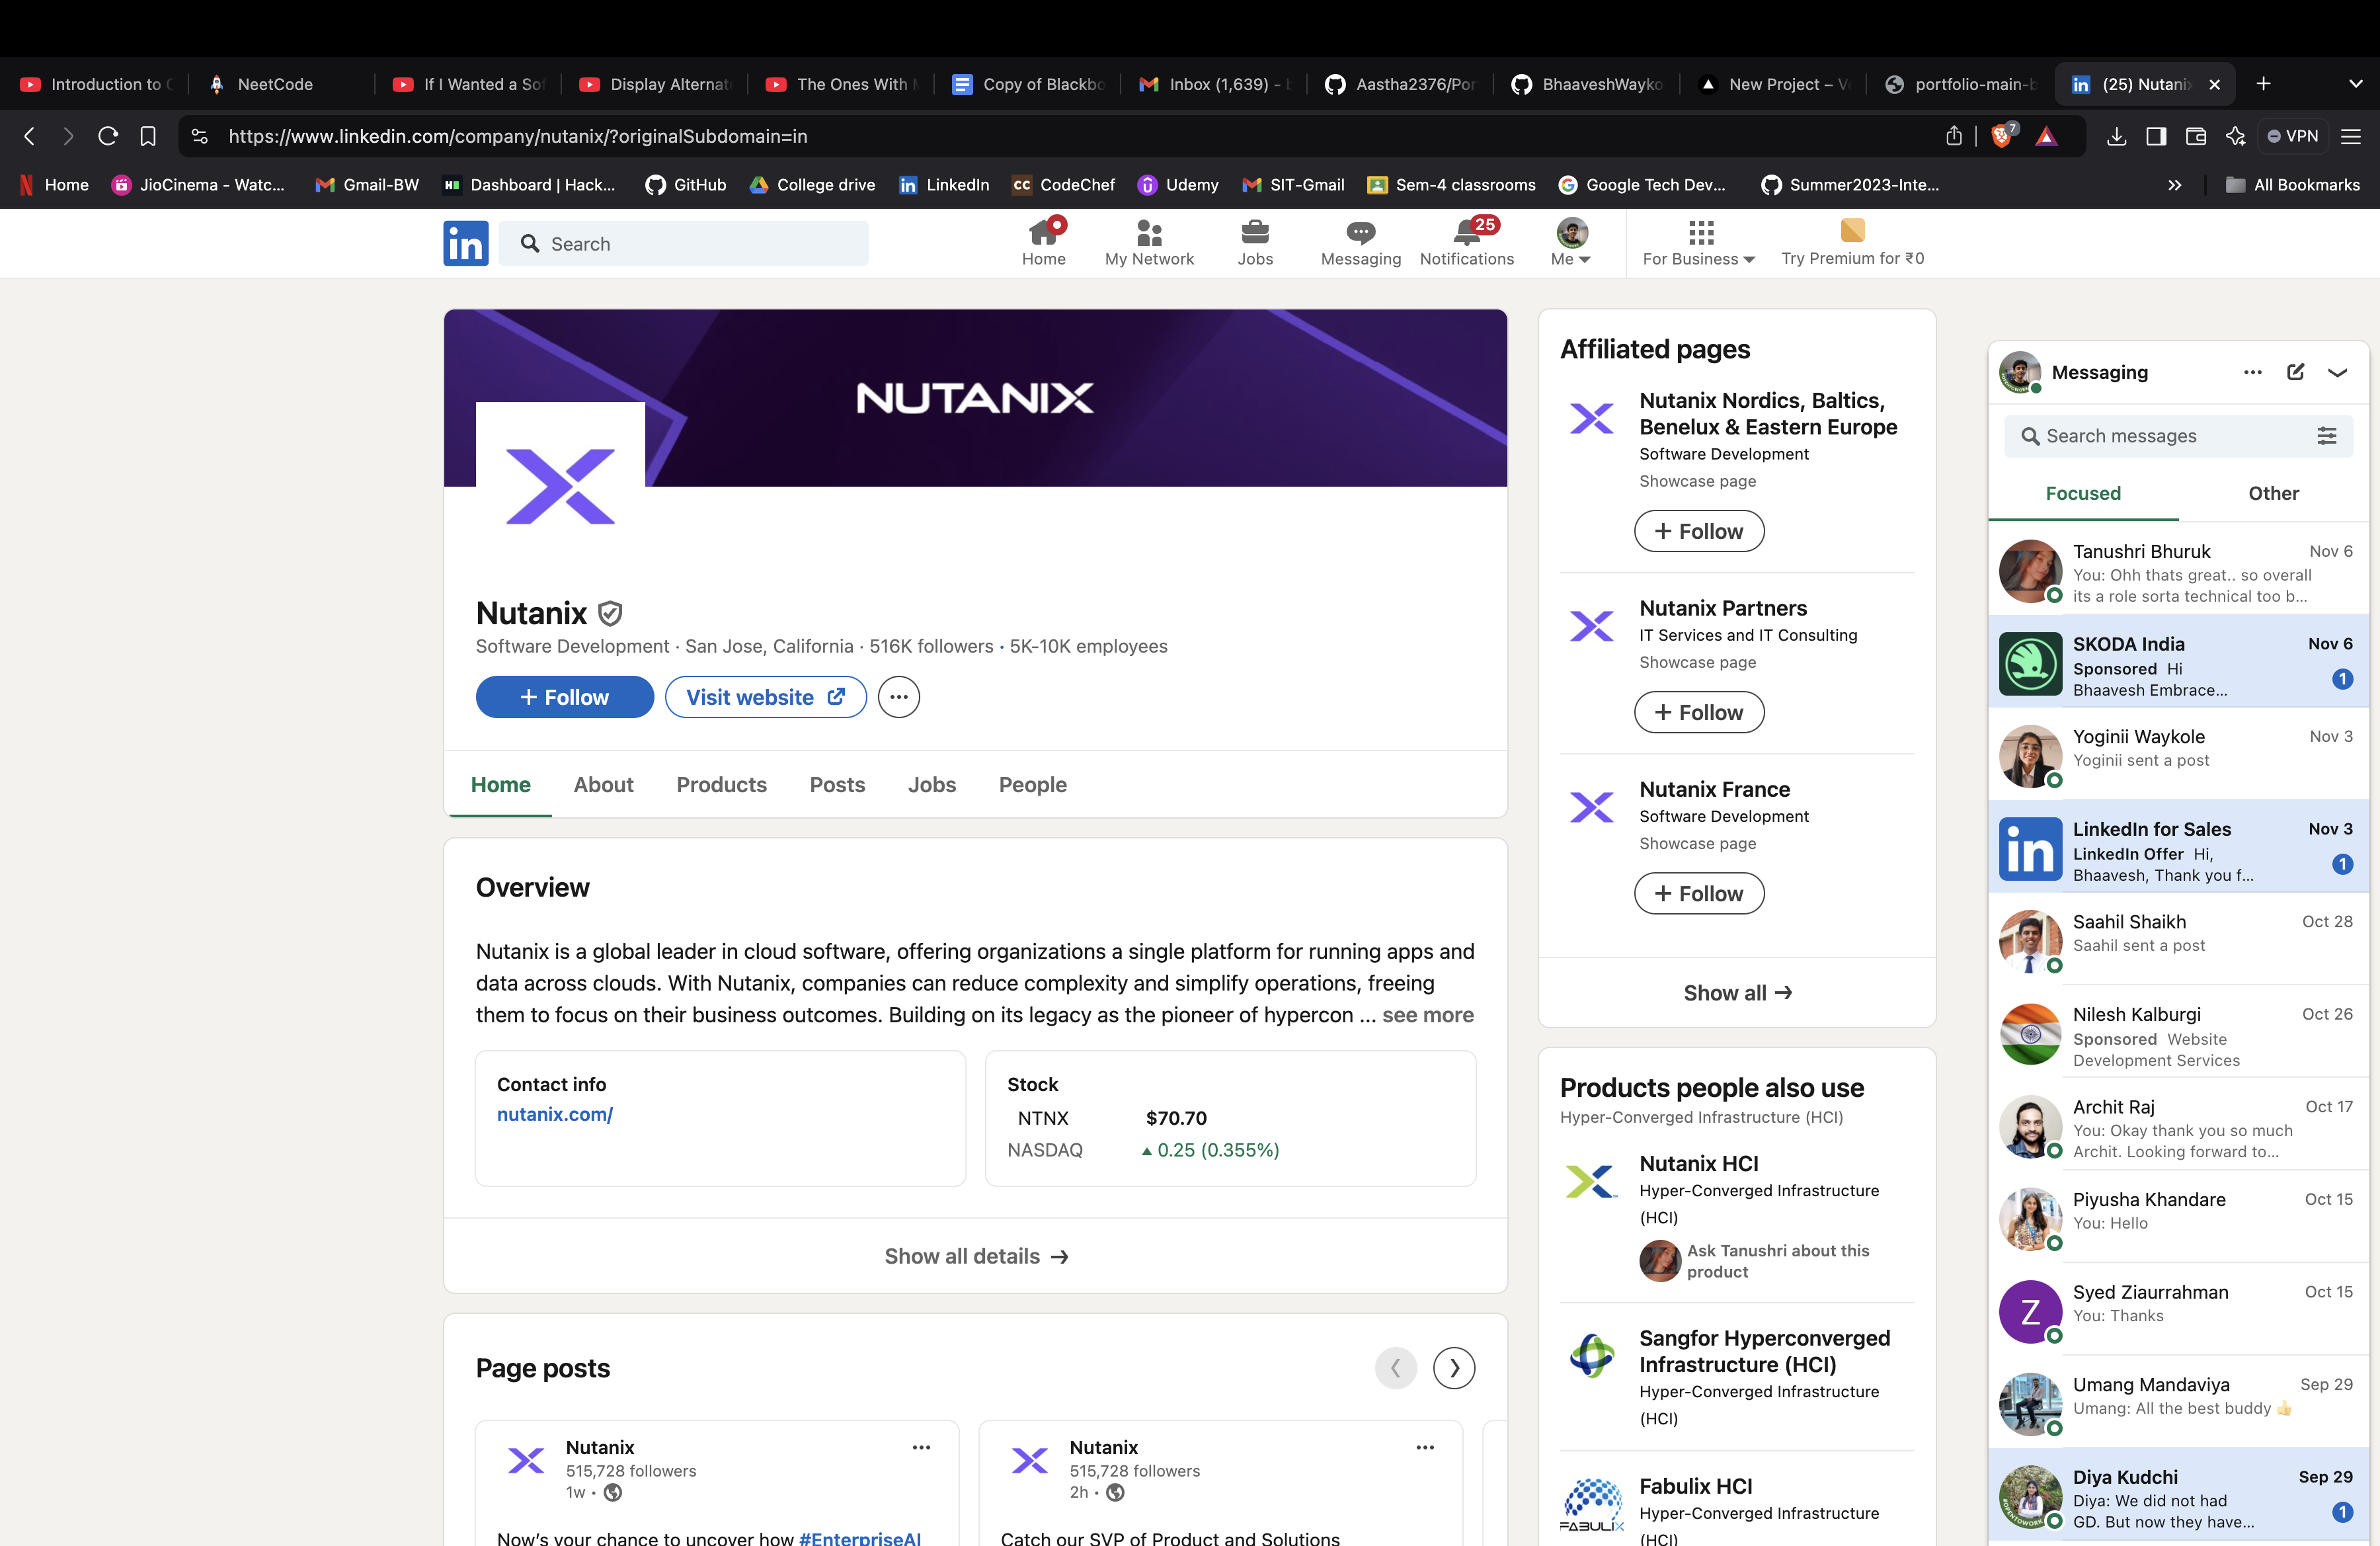 Introduction to C
NeetCode
If I Wanted a Sof
Display Alternat
The Ones With M
Copy of Blackbo
Inbox (1,639) - b
Aastha2376/Por
BhaaveshWayko
New Project – Ve
portfolio-main-b
(25) Nutanix
https://www.linkedin.com/company/nutanix/?originalSubdomain=in
7
VPN
Home
JioCinema - Watc...
Gmail-BW
Dashboard | Hack...
GitHub
College drive
LinkedIn
CodeChef
Udemy
SIT-Gmail
Sem-4 classrooms
Google Tech Dev...
Summer2023-Inte...
All Bookmarks
in
Search
Home
My Network
Jobs
Messaging
25
Notifications
Me
For Business
Try Premium for ₹0
NUTANIX
Nutanix
Software Development · San Jose, California · 516K followers · 5K-10K employees
+ Follow
Visit website
Home
About
Products
Posts
Jobs
People
Overview
Nutanix is a global leader in cloud software, offering organizations a single platform for running apps and
data across clouds. With Nutanix, companies can reduce complexity and simplify operations, freeing
them to focus on their business outcomes. Building on its legacy as the pioneer of hypercon ... see more
Contact info
nutanix.com/
Stock
NTNX $70.70
NASDAQ ▲ 0.25 (0.355%)
Show all details →
Page posts
Nutanix
515,728 followers
1w •
Now's your chance to uncover how #EnterpriseAI
Nutanix
515,728 followers
2h •
Catch our SVP of Product and Solutions
Affiliated pages
Nutanix Nordics, Baltics,
Benelux & Eastern Europe
Software Development
Showcase page
+ Follow
Nutanix Partners
IT Services and IT Consulting
Showcase page
+ Follow
Nutanix France
Software Development
Showcase page
+ Follow
Show all →
Products people also use
Hyper-Converged Infrastructure (HCI)
Nutanix HCI
Hyper-Converged Infrastructure
(HCI)
Ask Tanushri about this
product
Sangfor Hyperconverged
Infrastructure (HCI)
Hyper-Converged Infrastructure
(HCI)
FABULIX
Fabulix HCI
Hyper-Converged Infrastructure
(HCI)
Messaging
Search messages
Focused
Other
Tanushri Bhuruk Nov 6
You: Ohh thats great.. so overall
its a role sorta technical too b...
SKODA India Nov 6
Sponsored Hi
Bhaavesh Embrace...
1
Yoginii Waykole Nov 3
Yoginii sent a post
LinkedIn for Sales Nov 3
LinkedIn Offer Hi,
Bhaavesh, Thank you f...
1
Saahil Shaikh Oct 28
Saahil sent a post
Nilesh Kalburgi Oct 26
Sponsored Website
Development Services
Archit Raj Oct 17
You: Okay thank you so much
Archit. Looking forward to...
Piyusha Khandare Oct 15
You: Hello
Z
Syed Ziaurrahman Oct 15
You: Thanks
Umang Mandaviya Sep 29
Umang: All the best buddy 👍
Diya Kudchi Sep 29
Diya: We did not had
GD. But now they have...
1